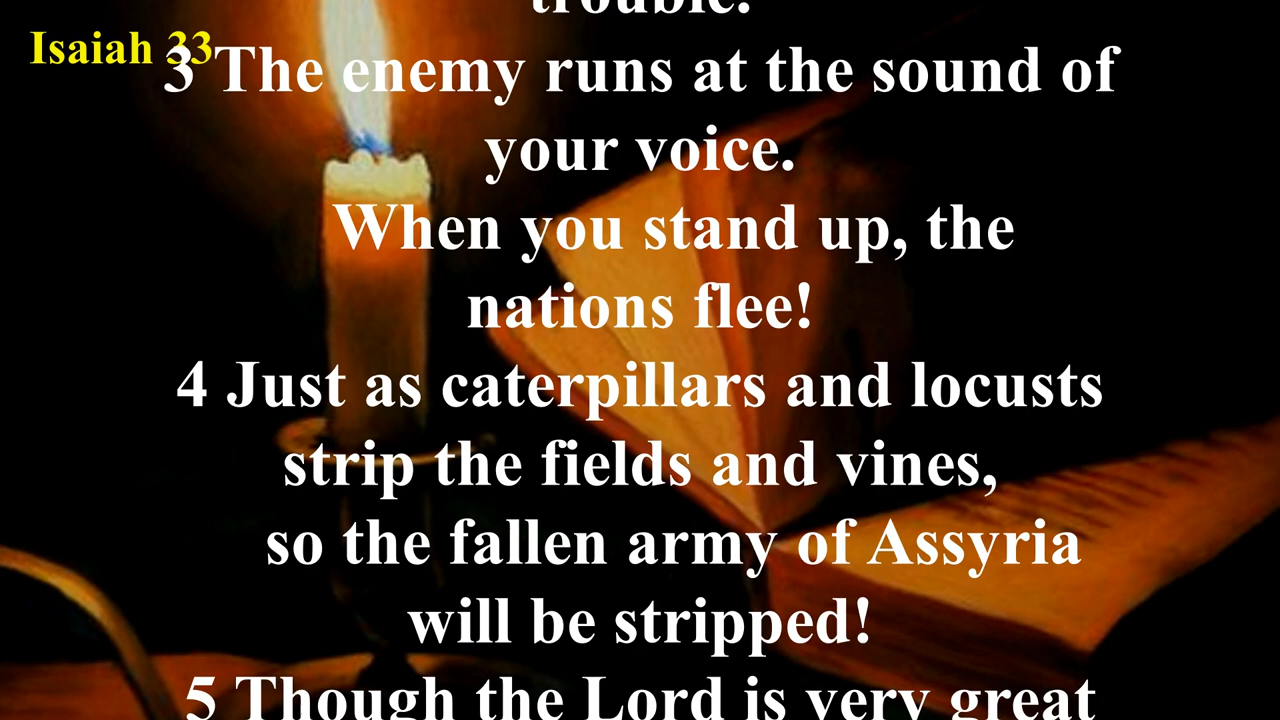 trouble.
Isaiah 33
3 The enemy runs at the sound of
your voice.
When you stand up, the
nations flee!
4 Just as caterpillars and locusts
strip the fields and vines,
so the fallen army of Assyria
will be stripped!
5 Though the Lord is very great